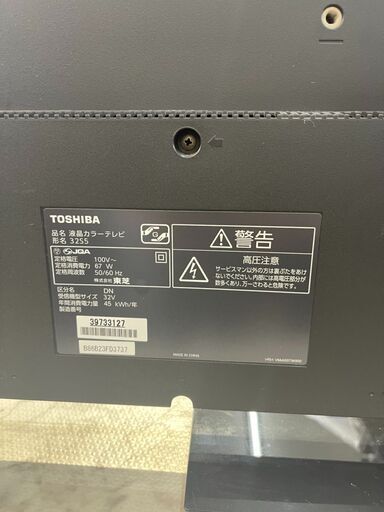 TOSHIBA
品名 液晶カラーテレビ
形名 32S5
JQA
定格電圧 100V～
定格消費電力 67 W
定格周波数 50/60 Hz
株式会社 東芝
区分名 DN
受信機型サイズ 32V
年間消費電力量 45 kWh/年
製造番号
39733127
B86B23FD3737
警告
高圧注意
サービスマン以外の方は裏ぶたをあけ
ないでください。内部には高電圧部分が
数多くあり、万一さわると危険です。
MADE IN CHINA